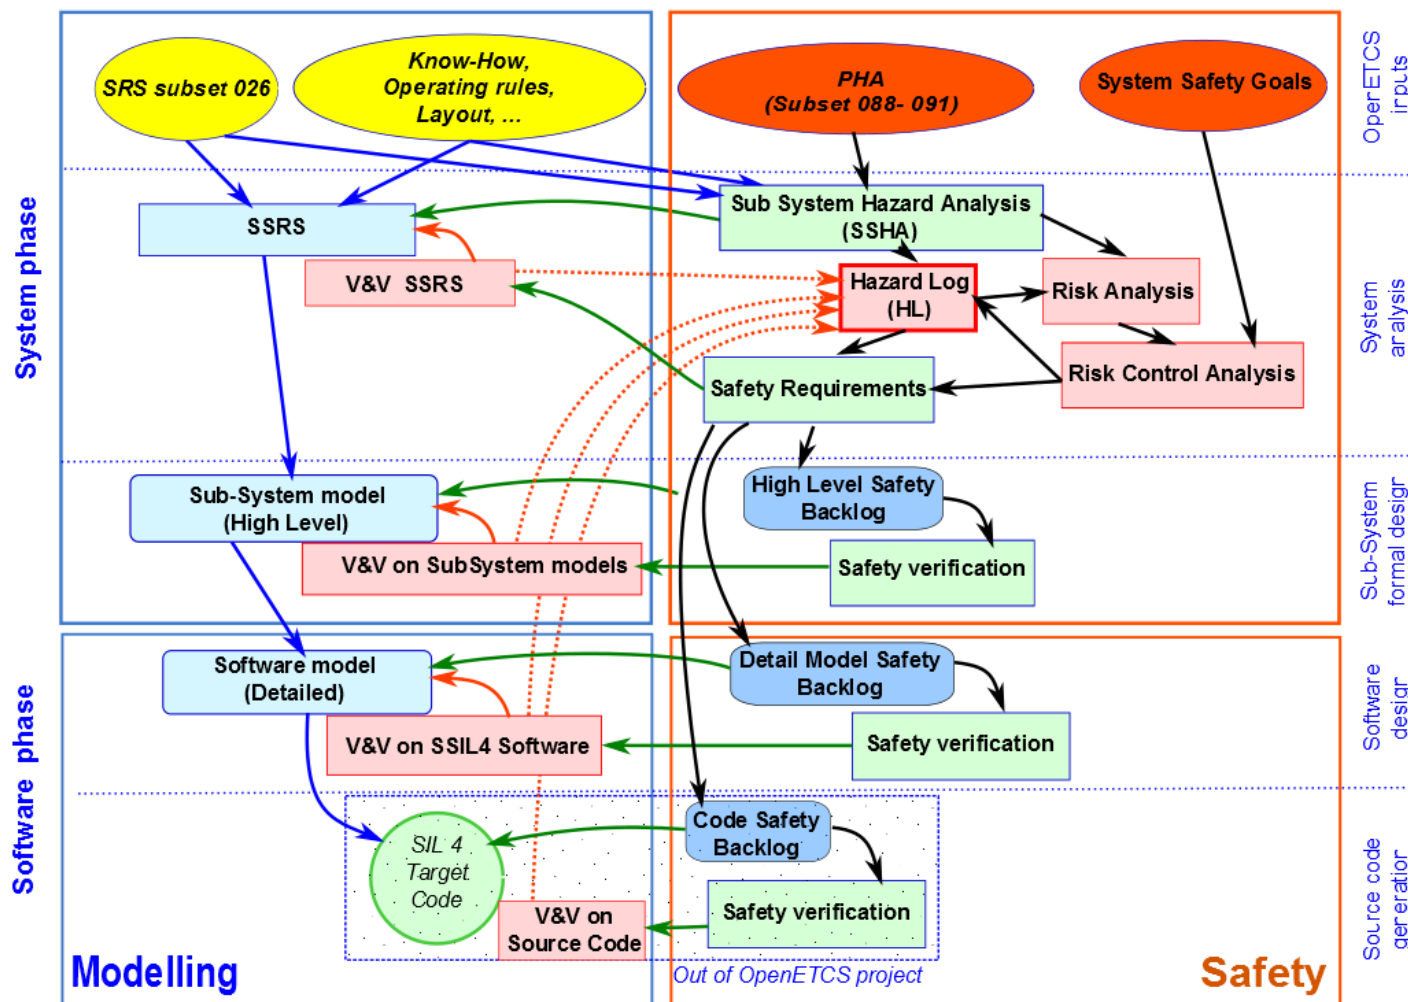 SRS subset 026
Know-How,
Operating rules,
Layout, ...
PHA
(Subset 088- 091)
System Safety Goals
OperETCS
inputs
System phase
SSRS
V&V SSRS
Sub System Hazard Analysis
(SSHA)
Hazard Log
(HL)
Risk Analysis
Risk Control Analysis
Safety Requirements
System
analysis
Sub-System model
(High Level)
V&V on SubSystem models
High Level Safety
Backlog
Safety verification
Sub-System
formal design
Software phase
Software model
(Detailed)
V&V on SSIL4 Software
Detail Model Safety
Backlog
Safety verification
Software
design
SIL 4
Target
Code
V&V on
Source Code
Code Safety
Backlog
Safety verification
Source code
generation
Modelling
Out of OpenETCS project
Safety